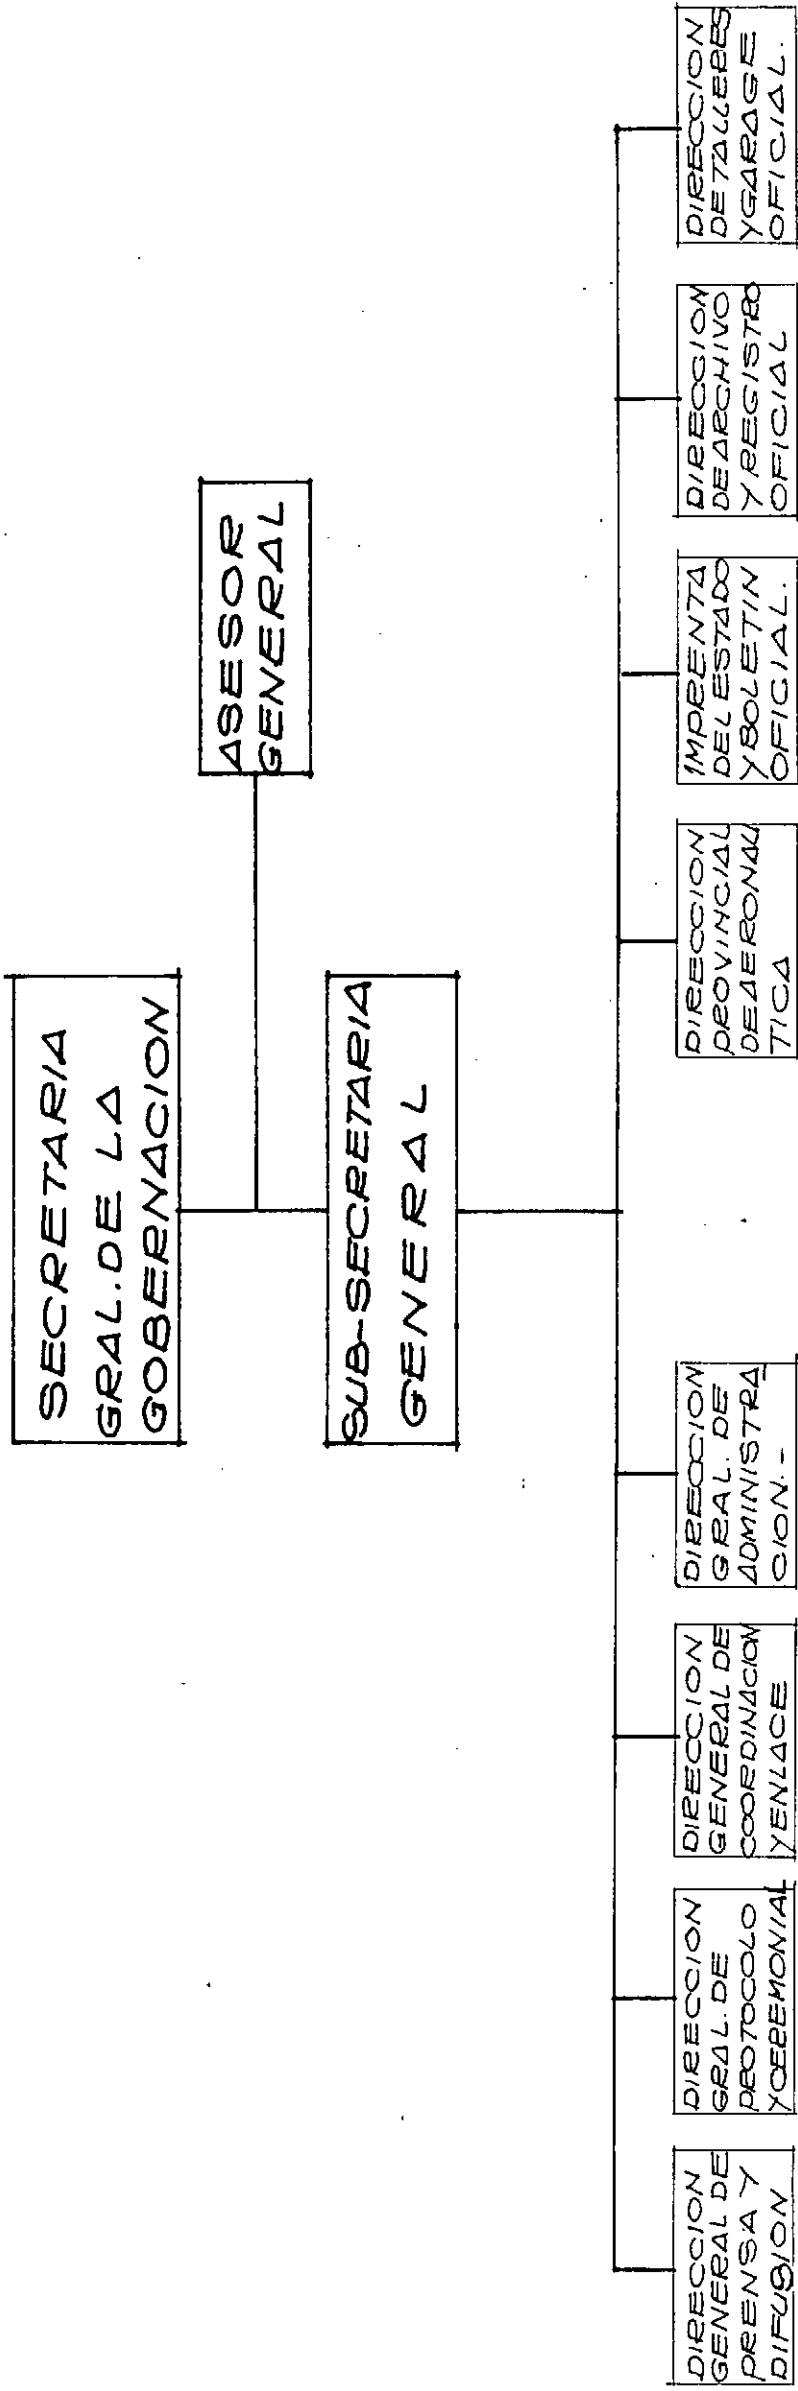 SECRETARIA
GRAL. DE LA
GOBERNACION
ASESOR
GENERAL
SUB-SECRETARIA
GENERAL
DIRECCION
GENERAL DE
PRENSA Y
DIFUSION
DIRECCION
GRAL. DE
PROTOCOLO
Y CEREMONIAL
DIRECCION
GENERAL DE
COORDINACION
Y ENLACE
DIRECCION
GRAL. DE
ADMINISTRA
CION.-
DIRECCION
PROVINCIAL
DE AERONAU
TICA
IMPRENTA
DEL ESTADO
Y BOLETIN
OFICIAL.
DIRECCION
DE ARCHIVO
Y REGISTRO
OFICIAL
DIRECCION
DE TALLERES
Y GARAGE
OFICIAL.